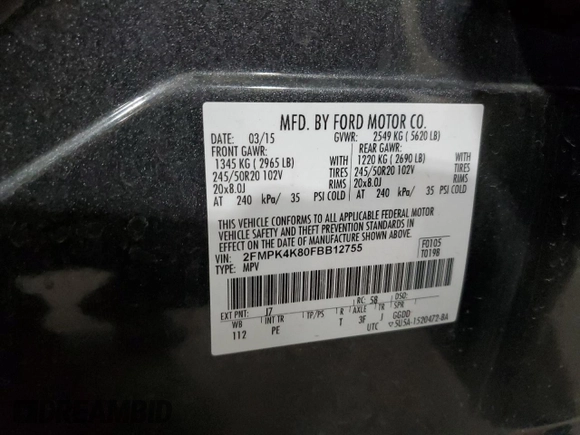 MFD. BY FORD MOTOR CO.
DATE: 03/15 GVWR: 2549 KG ( 5620 LB)
FRONT GAWR: REAR GAWR:
1345 KG ( 2965 LB) WITH 1220 KG ( 2690 LB) WITH
245/50R20 102V TIRES 245/50R20 102V TIRES
20x8.0J RIMS 20x8.0J RIMS
AT 240 kPa/ 35 PSI COLD AT 240 kPa/ 35 PSI COLD
THIS VEHICLE CONFORMS TO ALL APPLICABLE FEDERAL MOTOR
VEHICLE SAFETY AND THEFT PREVENTION STANDARDS IN EFFECT
ON THE DATE OF MANUFACTURE SHOWN ABOVE.
VIN: 2FMPK4K80FBB12755 F0105
TYPE: MPV T0198
EXT PNT: J7 RC: 58 DSO:
WB INT TR TP/PS R AXLE TR SPR
112 PE T 3F J GGDD
UTC 5U5A-1520472-BA
DREAMBID